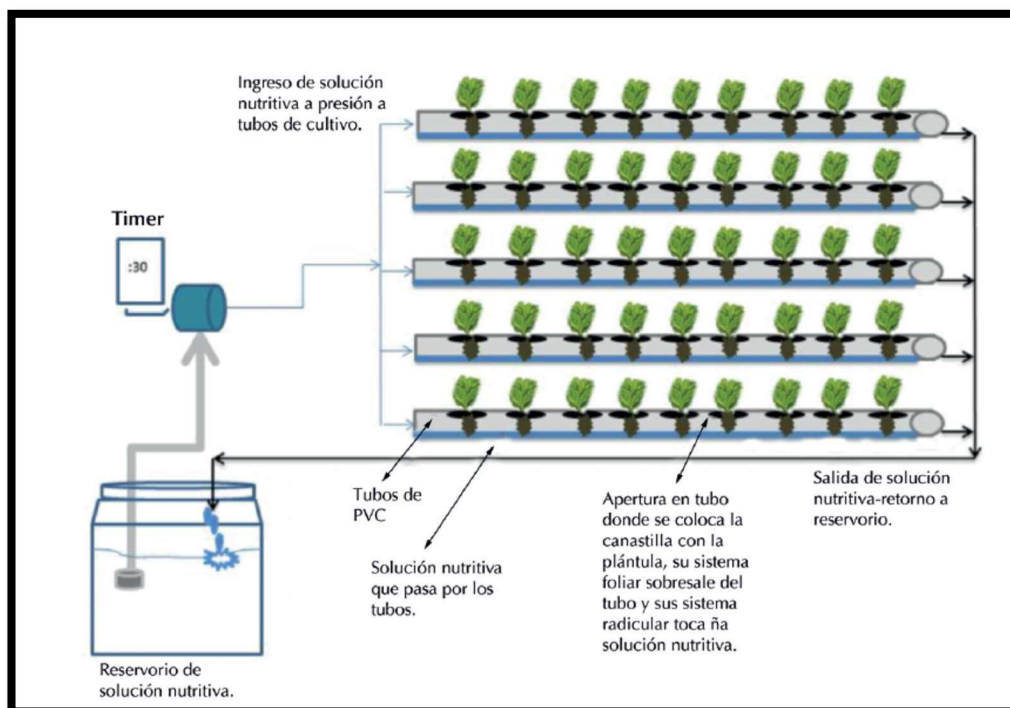 Ingreso de solución
nutritiva a presión a
tubos de cultivo.
Timer
:30
Tubos de
PVC
Solución nutritiva
que pasa por los
tubos.
Apertura en tubo
donde se coloca la
canastilla con la
plántula, su sistema
foliar sobresale del
tubo y sus sistema
radicular toca ña
solución nutritiva.
Salida de solución
nutritiva-retorno a
reservorio.
Reservorio de
solución nutritiva.